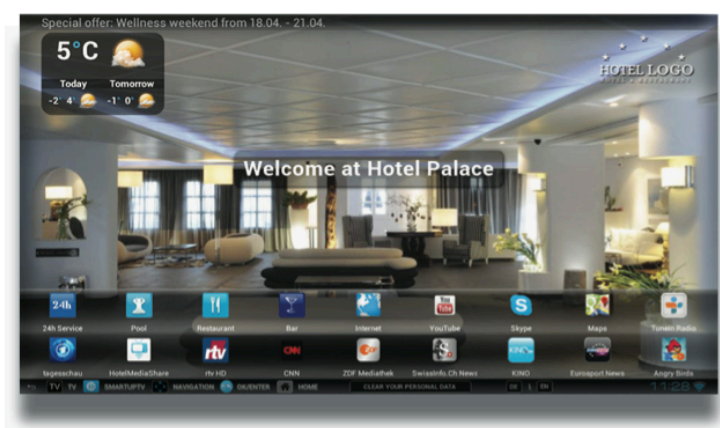 Special offer: Wellness weekend from 18.04. - 21.04.
5°C
Today Tomorrow
-2° 4° -1° 0°
HOTEL LOGO
Welcome at Hotel Palace
24h
You
Tube
24h Service Pool Restaurant Bar Internet YouTube Skype Maps TuneIn Radio
rtv CNN ZDF KINO
tagesschau HotelMediaShare rtv HD CNN ZDF Mediathek SwissInfo.Ch News KINO Eurosport News Angry Birds
TV TV SMARTUPTV NAVIGATION OK/ENTER HOME CLEAR YOUR PERSONAL DATA DE EN 11:28